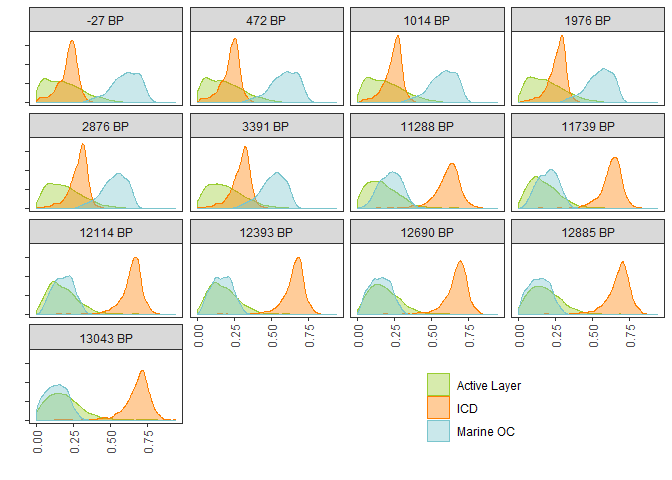 -27 BP 472 BP 1014 BP 1976 BP
2876 BP 3391 BP 11288 BP 11739 BP
12114 BP 12393 BP 12690 BP 12885 BP
0.00 0.25 0.50 0.75 0.00 0.25 0.50 0.75 0.00 0.25 0.50 0.75
13043 BP
Active Layer
ICD
Marine OC
0.00 0.25 0.50 0.75